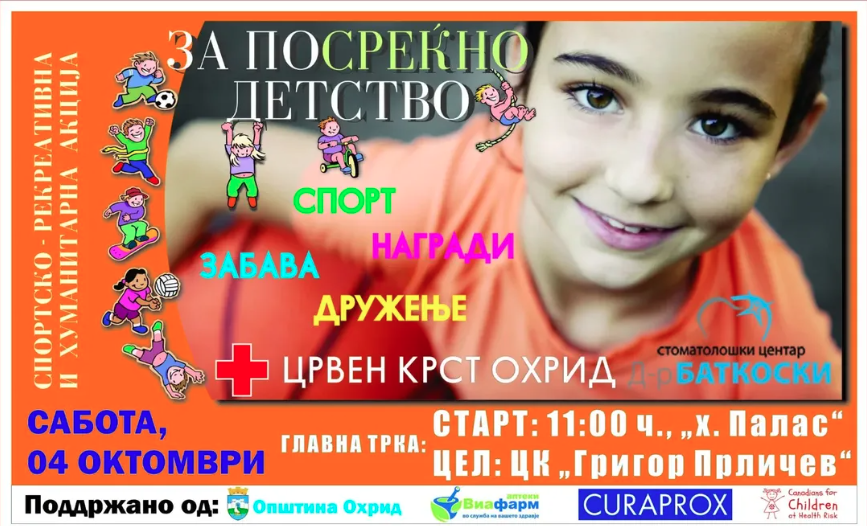 СПОРТСКО - РЕКРЕАТИВНА
И ХУМАНИТАРНА АКЦИЈА
ЗА ПОСРЕЌНО
ДЕТСТВО
СПОРТ
НАГРАДИ
ЗАБАВА
ДРУЖЕЊЕ
ЦРВЕН КРСТ ОХРИД
стоматолошки центар
Д-р БАТКОСКИ
САБОТА,
04 ОКТОМВРИ
ГЛАВНА ТРКА:
СТАРТ: 11:00 ч., „х. Палас“
ЦЕЛ: ЦК „Григор Прличев“
Поддржано од:
Општина Охрид
аптеки
Виафарм
во служба на вашето здравје
CURAPROX
Canadians for
Children
at Health Risk